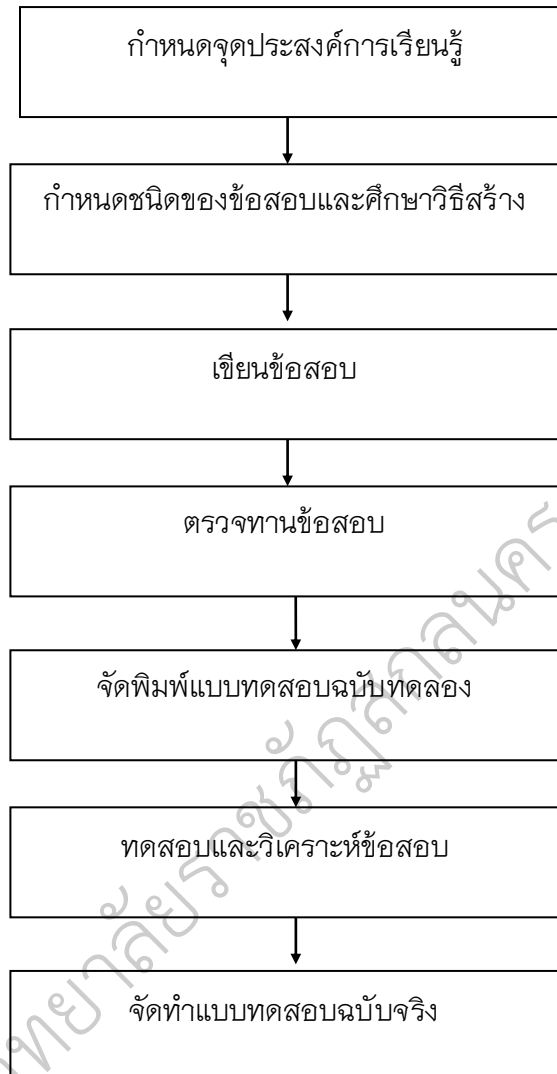 กำหนดจุดประสงค์การเรียนรู้
กำหนดชนิดของข้อสอบและศึกษาวิธีสร้าง
เขียนข้อสอบ
ตรวจทานข้อสอบ
จัดพิมพ์แบบทดสอบฉบับทดลอง
ทดสอบและวิเคราะห์ข้อสอบ
จัดทำแบบทดสอบฉบับจริง